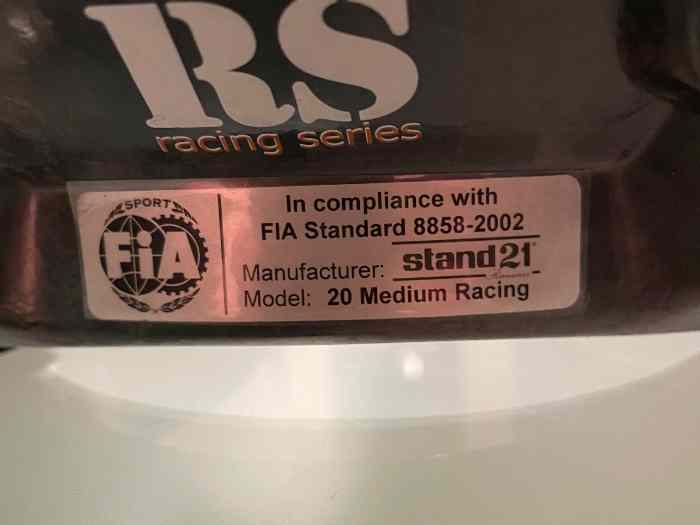 RS
racing series
SPORT
FiA
In compliance with
FIA Standard 8858-2002
Manufacturer: stand21
Model: 20 Medium Racing